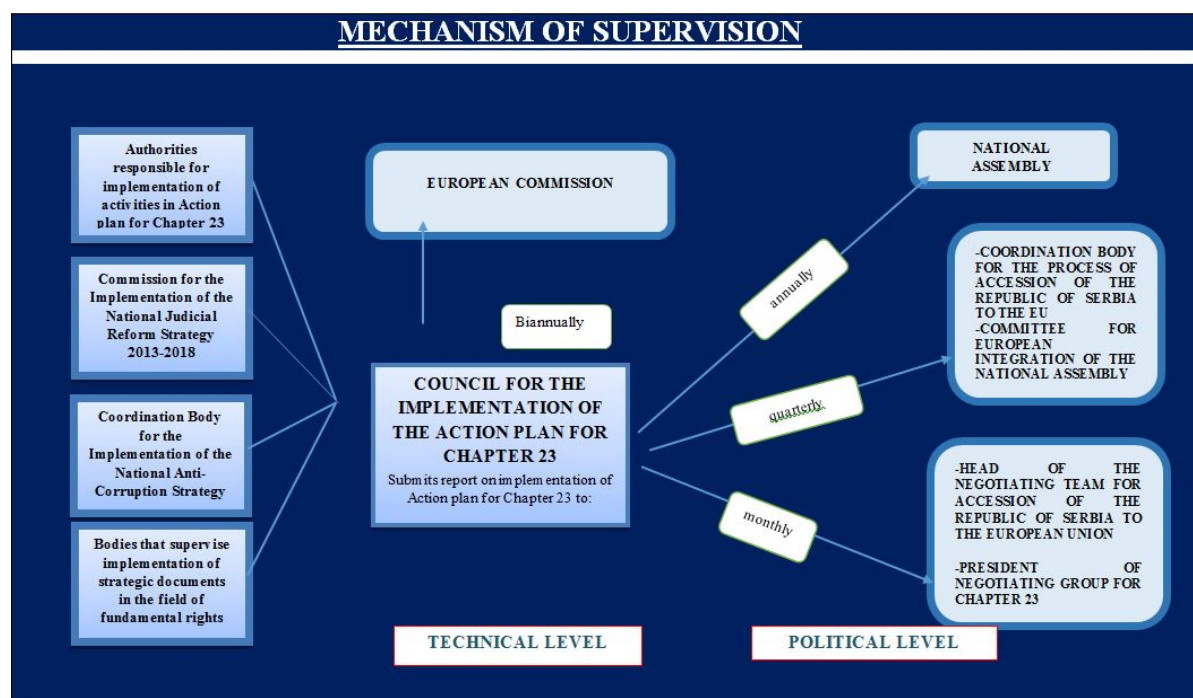 MECHANISM OF SUPERVISION
Authorities
responsible for
implementation of
activities in Action
plan for Chapter 23
Commission for the
Implementation of the
National Judicial
Reform Strategy
2013-2018
Coordination Body
for the
Implementation of the
National Anti-
Corruption Strategy
Bodies that supervise
implementation of
strategic documents
in the field of
fundamental rights
EUROPEAN COMMISSION
Biannually
COUNCIL FOR THE
IMPLEMENTATION OF
THE ACTION PLAN FOR
CHAPTER 23
Submits report on implementation of
Action plan for Chapter 23 to:
annually
quarterly
monthly
NATIONAL
ASSEMBLY
-COORDINATION BODY
FOR THE PROCESS OF
ACCESSION OF THE
REPUBLIC OF SERBIA
TO THE EU
-COMMITTEE FOR
EUROPEAN
INTEGRATION OF THE
NATIONAL ASSEMBLY
-HEAD OF THE
NEGOTIATING TEAM FOR
ACCESSION OF THE
REPUBLIC OF SERBIA TO
THE EUROPEAN UNION
-PRESIDENT OF
NEGOTIATING GROUP FOR
CHAPTER 23
TECHNICAL LEVEL
POLITICAL LEVEL